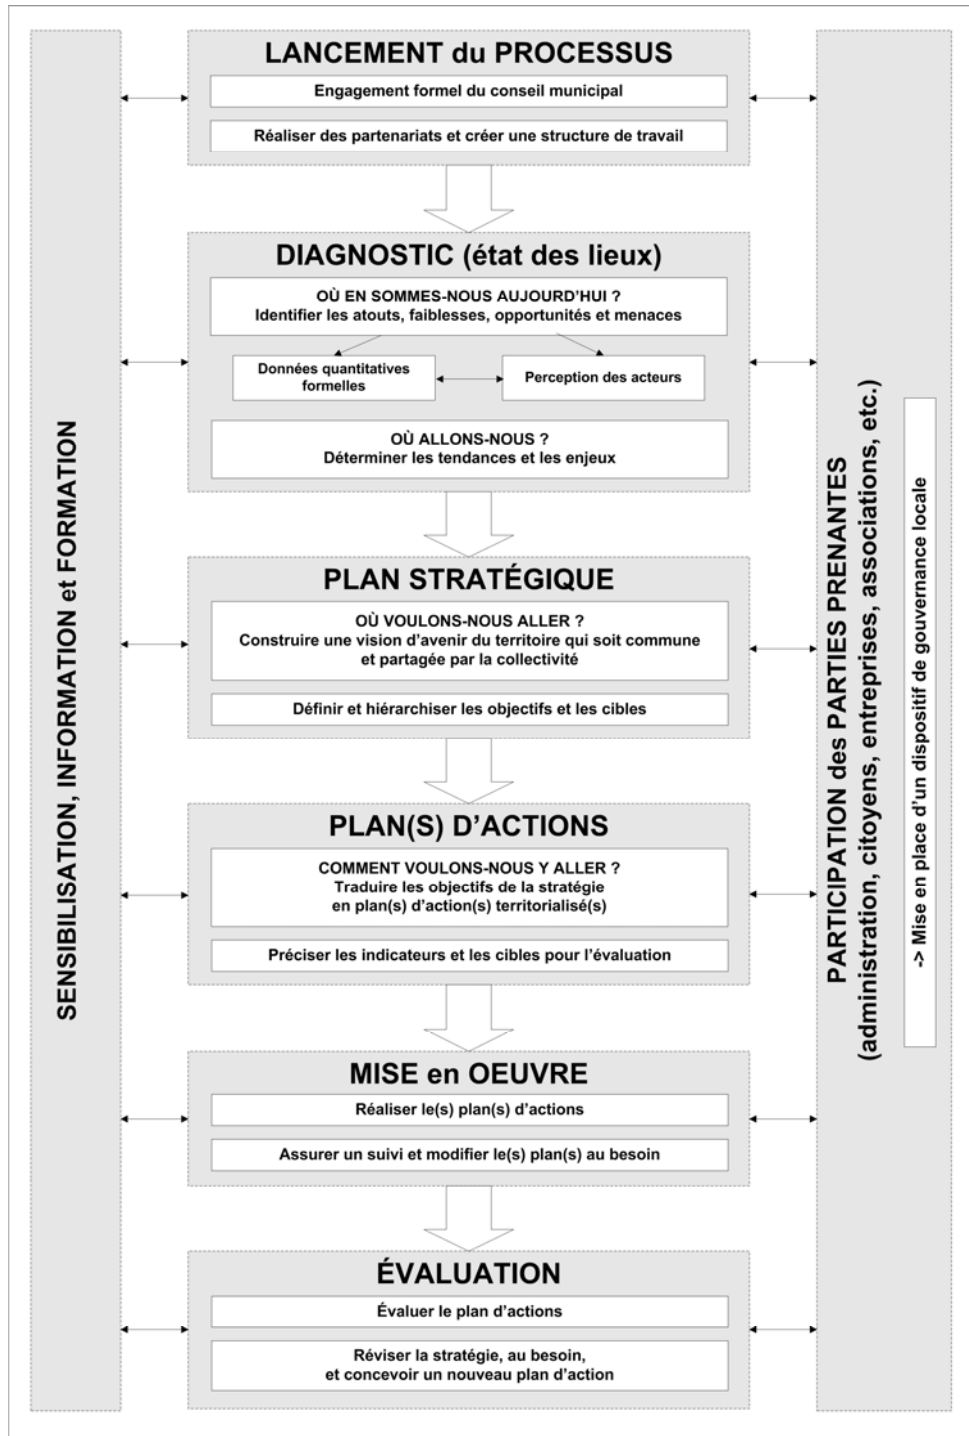 SENSIBILISATION, INFORMATION et FORMATION
LANCEMENT du PROCESSUS
Engagement formel du conseil municipal
Réaliser des partenariats et créer une structure de travail
DIAGNOSTIC (état des lieux)
OÙ EN SOMMES-NOUS AUJOURD'HUI ?
Identifier les atouts, faiblesses, opportunités et menaces
Données quantitatives
formelles
Perception des acteurs
OÙ ALLONS-NOUS ?
Déterminer les tendances et les enjeux
PLAN STRATÉGIQUE
OÙ VOULONS-NOUS ALLER ?
Construire une vision d'avenir du territoire qui soit commune
et partagée par la collectivité
Définir et hiérarchiser les objectifs et les cibles
PLAN(S) D'ACTIONS
COMMENT VOULONS-NOUS Y ALLER ?
Traduire les objectifs de la stratégie
en plan(s) d'action(s) territorialisé(s)
Préciser les indicateurs et les cibles pour l'évaluation
MISE en OEUVRE
Réaliser le(s) plan(s) d'actions
Assurer un suivi et modifier le(s) plan(s) au besoin
ÉVALUATION
Évaluer le plan d'actions
Réviser la stratégie, au besoin,
et concevoir un nouveau plan d'action
PARTICIPATION des PARTIES PRENANTES
(administration, citoyens, entreprises, associations, etc.)
-> Mise en place d'un dispositif de gouvernance locale